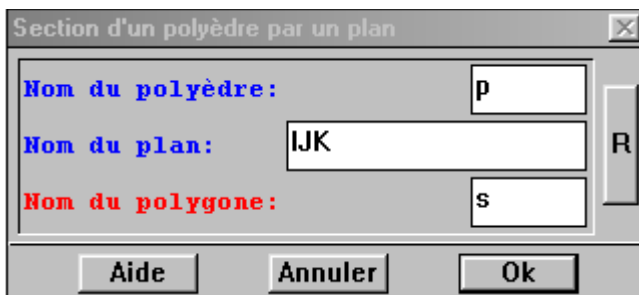 Section d'un polyèdre par un plan
Nom du polyèdre: p
Nom du plan: IJK
R
Nom du polygone: s
Aide Annuler Ok